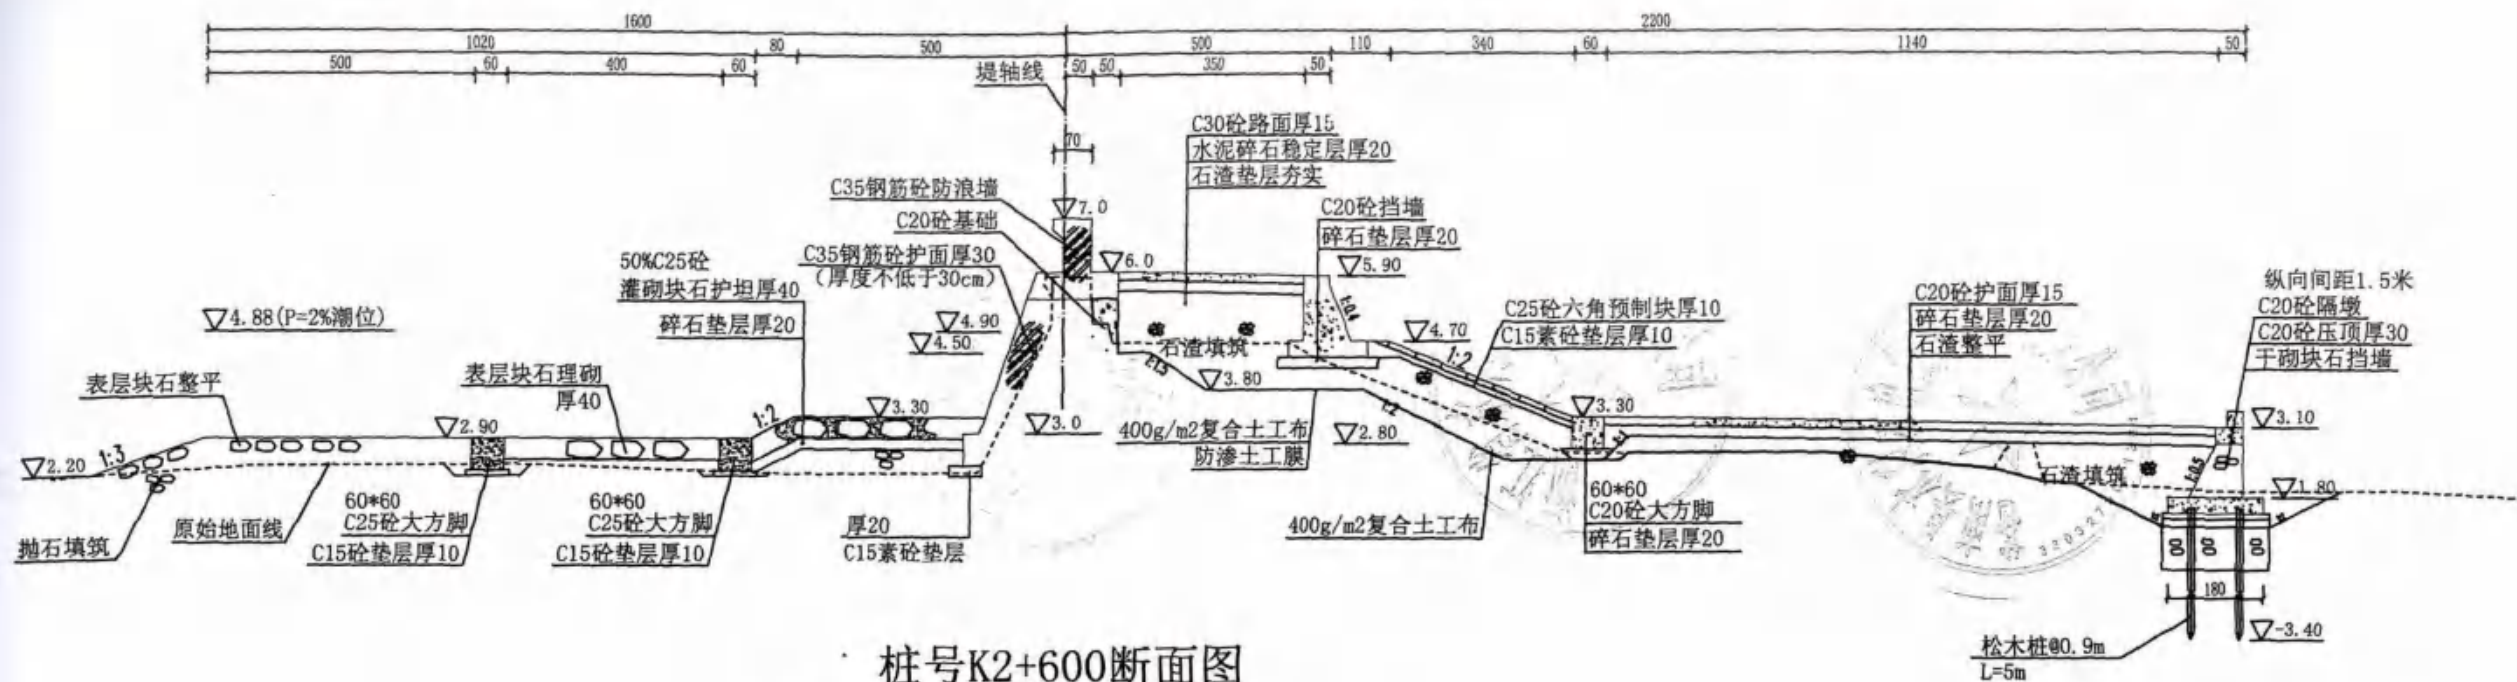 1600
2200
1020
80
500
500
110
340
60
1140
50
500
60
400
60
50
50
350
50
堤轴线
70
C30砼路面厚15
水泥碎石稳定层厚20
石渣垫层夯实
C35钢筋砼防浪墙
▽7.0
C20砼基础
C20砼挡墙
碎石垫层厚20
50%C25砼
灌砌块石护坦厚40
碎石垫层厚20
C35钢筋砼护面厚30
(厚度不低于30cm)
▽6.0
▽5.90
1:0.4
▽4.88(P=2%潮位)
▽4.90
▽4.50
石渣填筑
1:1.5
▽4.70
1:2
C25砼六角预制块厚10
C15素砼垫层厚10
C20砼护面厚15
碎石垫层厚20
石渣整平
纵向间距1.5米
C20砼隔墩
C20砼压顶厚30
干砌块石挡墙
表层块石整平
表层块石理砌
厚40
▽3.80
1:2
▽3.30
▽3.30
▽3.10
1:2
▽2.90
▽3.0
400g/m2复合土工布
防渗土工膜
▽2.80
▽2.20
1:3
石渣填筑
1:0.5
▽1.80
抛石填筑
原始地面线
60*60
C25砼大方脚
C15砼垫层厚10
60*60
C25砼大方脚
C15砼垫层厚10
厚20
C15素砼垫层
400g/m2复合土工布
60*60
C20砼大方脚
碎石垫层厚20
180
▽-3.40
松木桩@0.9m
L=5m
桩号K2+600断面图